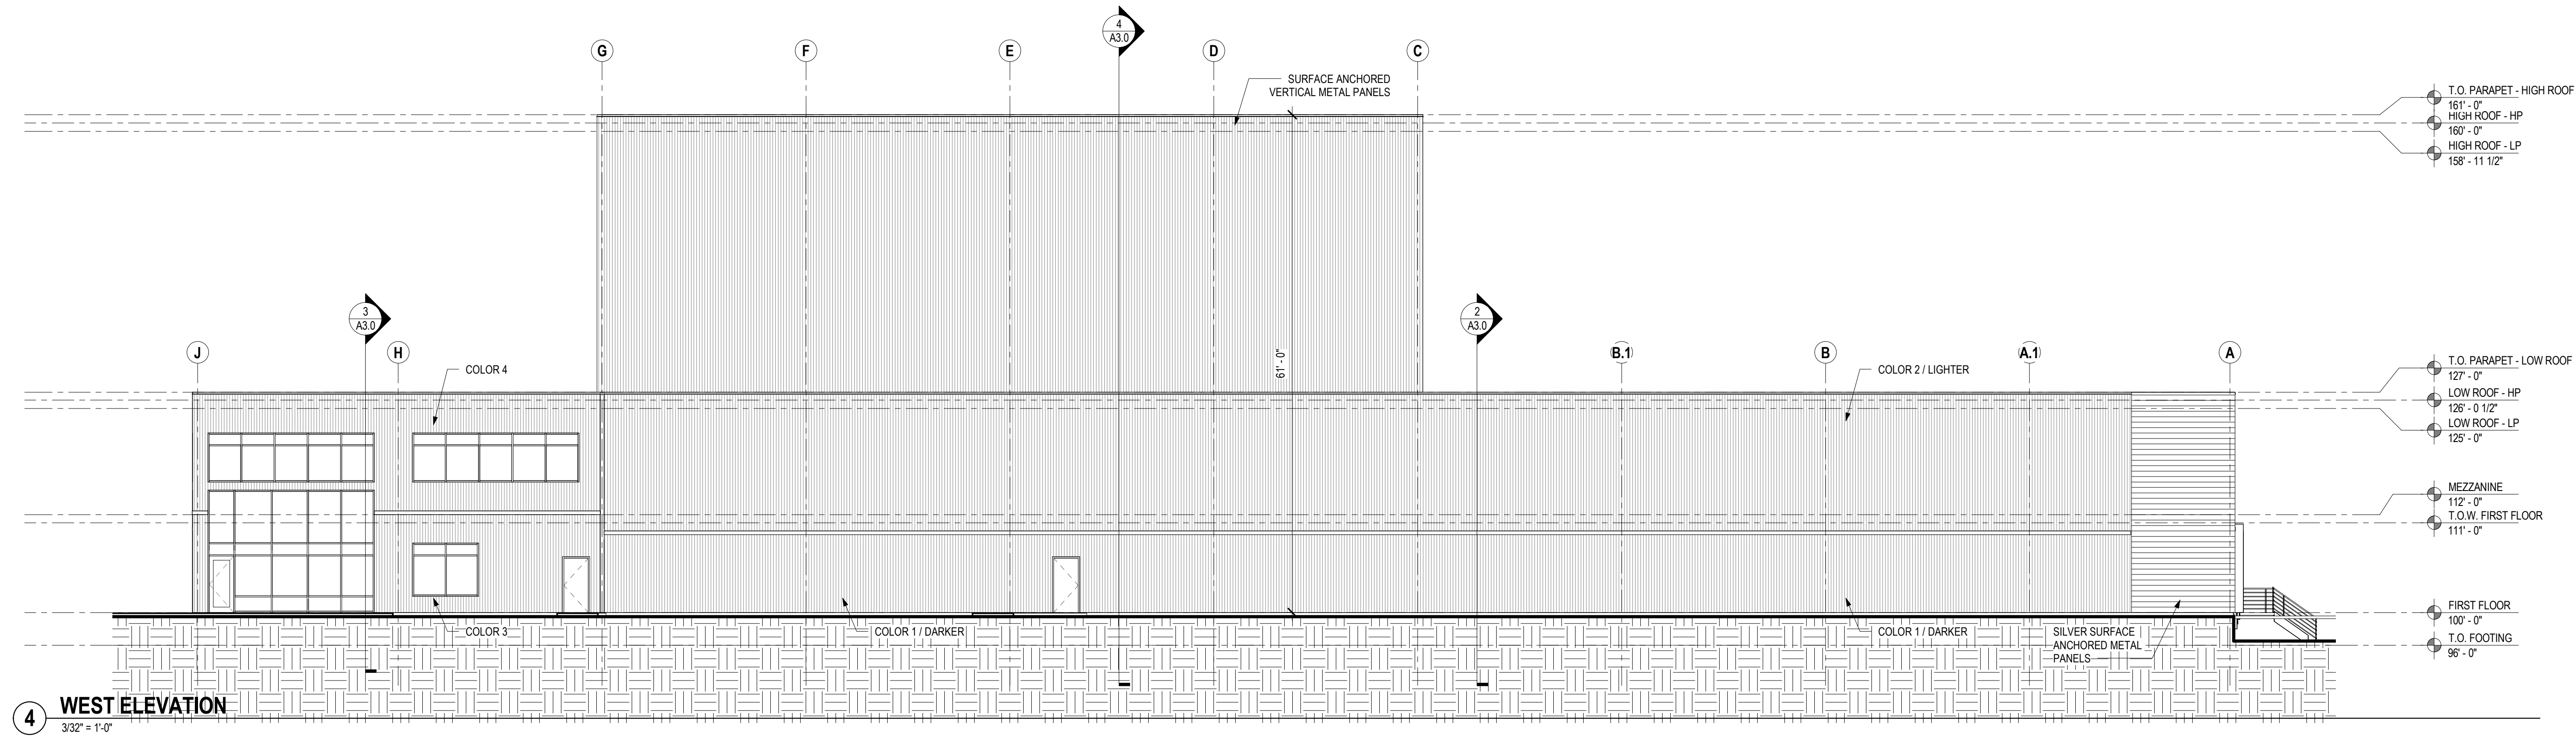 4
A3.0
G
F
E
D
C
SURFACE ANCHORED
VERTICAL METAL PANELS
T.O. PARAPET - HIGH ROOF
161' - 0"
HIGH ROOF - HP
160' - 0"
HIGH ROOF - LP
158' - 11 1/2"
3
A3.0
2
A3.0
J
H
B.1
B
A.1
A
COLOR 4
61' - 0"
COLOR 2 / LIGHTER
T.O. PARAPET - LOW ROOF
127' - 0"
LOW ROOF - HP
126' - 0 1/2"
LOW ROOF - LP
125' - 0"
MEZZANINE
112' - 0"
T.O.W. FIRST FLOOR
111' - 0"
FIRST FLOOR
100' - 0"
T.O. FOOTING
96' - 0"
COLOR 3
COLOR 1 / DARKER
COLOR 1 / DARKER
SILVER SURFACE
ANCHORED METAL
PANELS
4
WEST ELEVATION
3/32" = 1'-0"